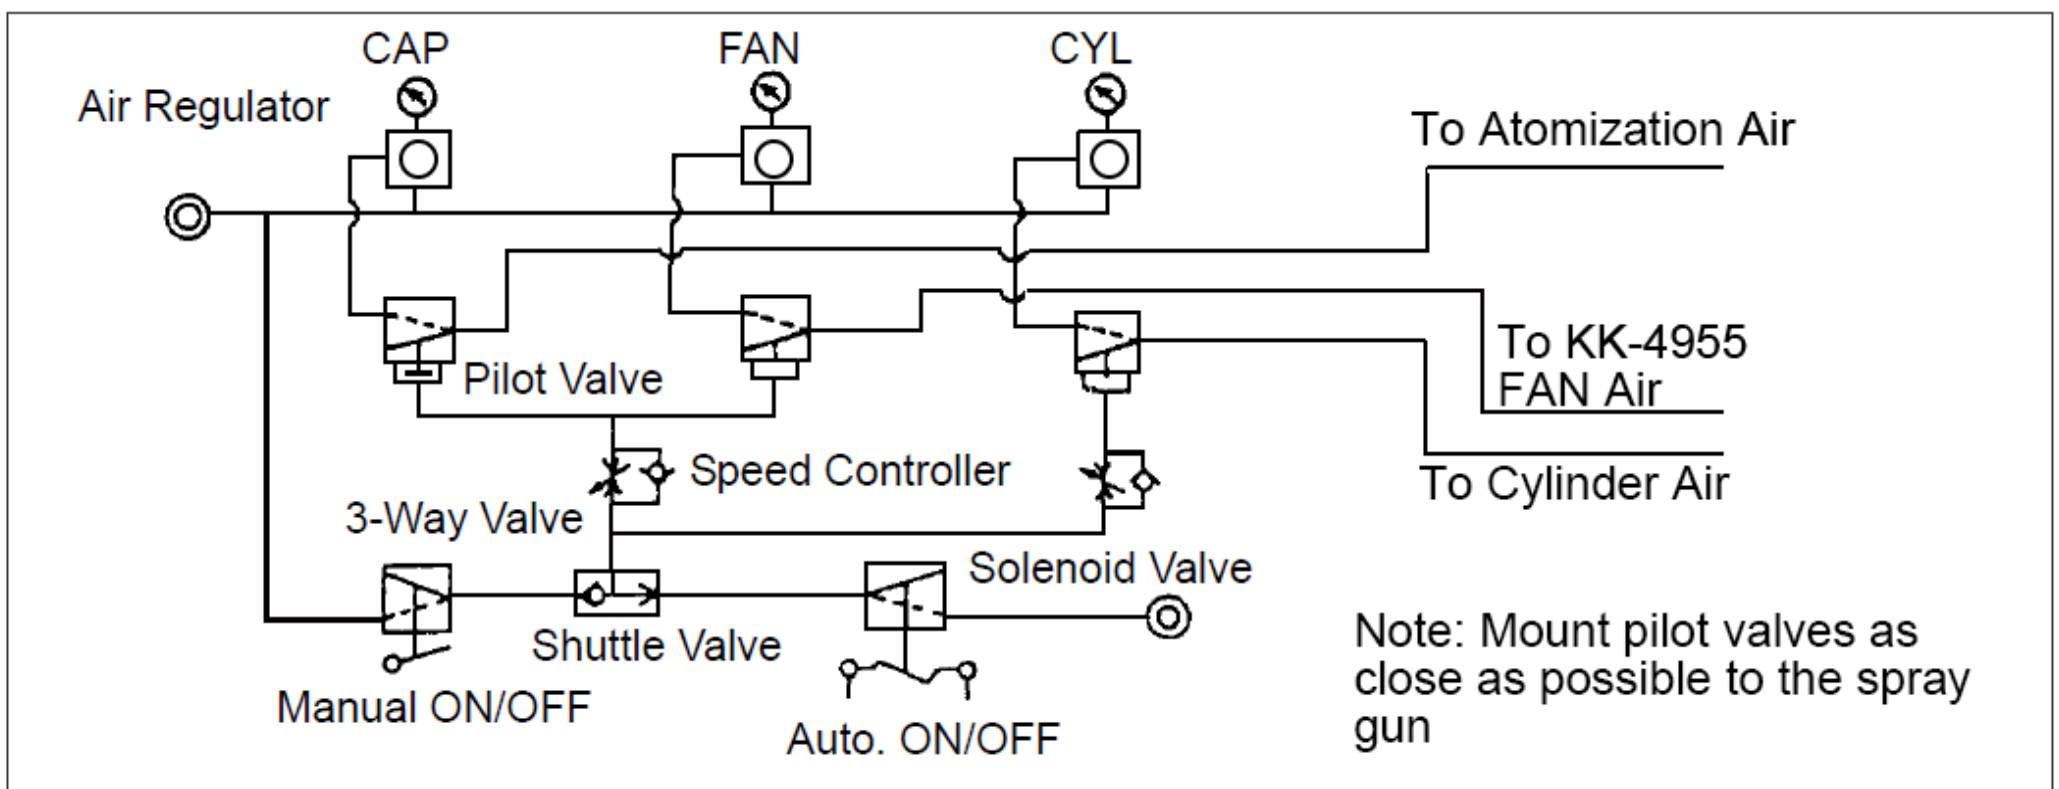 CAP
FAN
CYL
Air Regulator
To Atomization Air
To KK-4955
FAN Air
Pilot Valve
Speed Controller
To Cylinder Air
3-Way Valve
Solenoid Valve
Shuttle Valve
Note: Mount pilot valves as
close as possible to the spray
gun
Manual ON/OFF
Auto. ON/OFF